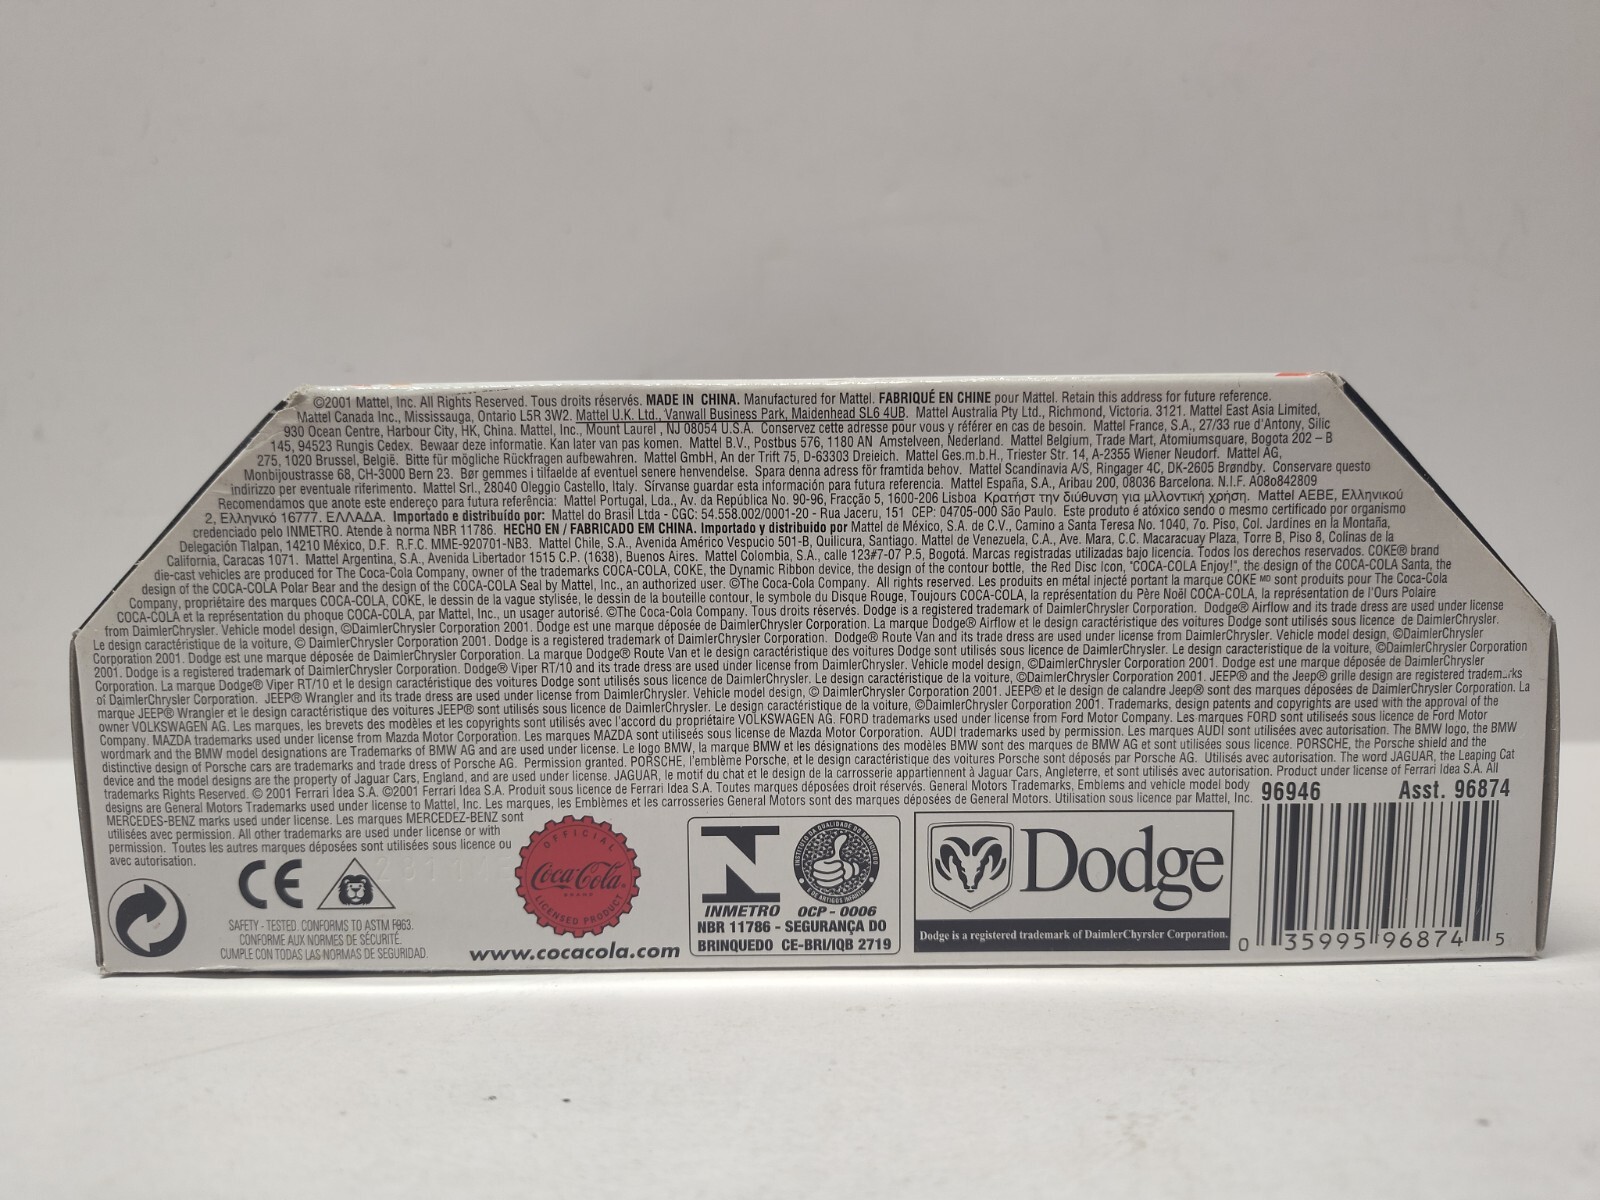 ©2001 Mattel, Inc. All Rights Reserved. Tous droits réservés. MADE IN CHINA. Manufactured for Mattel. FABRIQUÉ EN CHINE pour Mattel. Retain this address for future reference.
Mattel Canada Inc., Mississauga, Ontario L5R 3W2. Mattel U.K. Ltd., Vanwall Business Park, Maidenhead SL6 4UB. Mattel Australia Pty Ltd., Richmond, Victoria. 3121. Mattel East Asia Limited,
930 Ocean Centre, Harbour City, HK, China. Mattel, Inc., Mount Laurel , NJ 08054 U.S.A. Conservez cette adresse pour vous y référer en cas de besoin. Mattel France, S.A., 27/33 rue d'Antony, Silic
145, 94523 Rungis Cedex. Bewaar deze informatie. Kan later van pas komen. Mattel B.V., Postbus 576, 1180 AN Amstelveen, Nederland. Mattel Belgium, Trade Mart, Atomiumsquare, Bogota 202 – B
275, 1020 Brussel, België. Bitte für mögliche Rückfragen aufbewahren. Mattel GmbH, An der Trift 75, D-63303 Dreieich. Mattel Ges.m.b.H., Triester Str. 14, A-2355 Wiener Neudorf. Mattel AG,
Monbijoustrasse 68, CH-3000 Bern 23. Bør gemmes i tilfælde af eventuel senere henvendelse. Spara denna adress för framtida behov. Mattel Scandinavia A/S, Ringager 4C, DK-2605 Brøndby. Conservare questo
indirizzo per eventuale riferimento. Mattel Srl., 28040 Oleggio Castello, Italy. Sírvanse guardar esta información para futura referencia. Mattel España, S.A., Aribau 200, 08036 Barcelona. N.I.F. A08o842809
Recomendamos que anote este endereço para futura referência: Mattel Portugal, Lda., Av. da República No. 90-96, Fracção 5, 1600-206 Lisboa Κρατήστ την διύθυνση για μλλοντική χρήση. Mattel AEBE, Ελληνικού
2, Ελληνικό 16777. ΕΛΛΑΔΑ. Importado e distribuído por: Mattel do Brasil Ltda - CGC: 54.558.002/0001-20 - Rua Jaceru, 151 CEP: 04705-000 São Paulo. Este produto é atóxico sendo o mesmo certificado por organismo
credenciado pelo INMETRO. Atende à norma NBR 11786. HECHO EN / FABRICADO EM CHINA. Importado y distribuido por Mattel de México, S.A. de C.V., Camino a Santa Teresa No. 1040, 7o. Piso, Col. Jardines en la Montaña,
Delegación Tlalpan, 14210 México, D.F. R.F.C. MME-920701-NB3. Mattel Chile, S.A., Avenida Américo Vespucio 501-B, Quilicura, Santiago. Mattel de Venezuela, C.A., Ave. Mara, C.C. Macaracuay Plaza, Torre B, Piso 8, Colinas de la
California, Caracas 1071. Mattel Argentina, S.A., Avenida Libertador 1515 C.P. (1638), Buenos Aires. Mattel Colombia, S.A., calle 123#7-07 P.5, Bogotá. Marcas registradas utilizadas bajo licencia. Todos los derechos reservados. COKE® brand
die-cast vehicles are produced for The Coca-Cola Company, owner of the trademarks COCA-COLA, COKE, the Dynamic Ribbon device, the design of the contour bottle, the Red Disc Icon, "COCA-COLA Enjoy!", the design of the COCA-COLA Santa, the
design of the COCA-COLA Polar Bear and the design of the COCA-COLA Seal by Mattel, Inc., an authorized user. ©The Coca-Cola Company. All rights reserved. Les produits en métal injecté portant la marque COKE MD sont produits pour The Coca-Cola
Company, propriétaire des marques COCA-COLA, COKE, le dessin de la vague stylisée, le dessin de la bouteille contour, le symbole du Disque Rouge, Toujours COCA-COLA, la représentation du Père Noël COCA-COLA, la représentation de l'Ours Polaire
COCA-COLA et la représentation du phoque COCA-COLA, par Mattel, Inc., un usager autorisé. ©The Coca-Cola Company. Tous droits réservés. Dodge is a registered trademark of DaimlerChrysler Corporation. Dodge® Airflow and its trade dress are used under license
from DaimlerChrysler. Vehicle model design, ©DaimlerChrysler Corporation 2001. Dodge est une marque déposée de DaimlerChrysler Corporation. La marque Dodge® Airflow et le design caractéristique des voitures Dodge sont utilisés sous licence de DaimlerChrysler.
Le design caractéristique de la voiture, © DaimlerChrysler Corporation 2001. Dodge is a registered trademark of DaimlerChrysler Corporation. Dodge® Route Van and its trade dress are used under license from DaimlerChrysler. Vehicle model design, ©DaimlerChrysler
Corporation 2001. Dodge est une marque déposée de DaimlerChrysler Corporation. La marque Dodge® Route Van et le design caractéristique des voitures Dodge sont utilisés sous licence de DaimlerChrysler. Le design caractéristique de la voiture, ©DaimlerChrysler Corporation
2001. Dodge is a registered trademark of DaimlerChrysler Corporation. Dodge® Viper RT/10 and its trade dress are used under license from DaimlerChrysler. Vehicle model design, ©DaimlerChrysler Corporation 2001. Dodge est une marque déposée de DaimlerChrysler
Corporation. La marque Dodge® Viper RT/10 et le design caractéristique des voitures Dodge sont utilisés sous licence de DaimlerChrysler. Le design caractéristique de la voiture, ©DaimlerChrysler Corporation 2001. JEEP® and the Jeep® grille design are registered trademarks
of DaimlerChrysler Corporation. JEEP® Wrangler and its trade dress are used under license from DaimlerChrysler. Vehicle model design, © DaimlerChrysler Corporation 2001. JEEP® et le design de calandre Jeep® sont des marques déposées de DaimlerChrysler Corporation. La
marque JEEP® Wrangler et le design caractéristique des voitures JEEP® sont utilisés sous licence de DaimlerChrysler. Le design caractéristique de la voiture, ©DaimlerChrysler Corporation 2001. Trademarks, design patents and copyrights are used with the approval of the
owner VOLKSWAGEN AG. Les marques, les brevets des modèles et les copyrights sont utilisés avec l'accord du propriétaire VOLKSWAGEN AG. FORD trademarks used under license from Ford Motor Company. Les marques FORD sont utiliseés sous licence de Ford Motor
Company. MAZDA trademarks used under license from Mazda Motor Corporation. Les marques MAZDA sont utilisés sous licence de Mazda Motor Corporation. AUDI trademarks used by permission. Les marques AUDI sont utilisés avec autorisation. The BMW logo, the BMW
wordmark and the BMW model designations are Trademarks of BMW AG and are used under license. Le logo BMW, la marque BMW et les désignations des modèles BMW sont des marques de BMW AG et sont utilisés sous licence. PORSCHE, the Porsche shield and the
distinctive design of Porsche cars are trademarks and trade dress of Porsche AG. Permission granted. PORSCHE, l'emblème Porsche, et le design caractéristique des voitures Porsche sont déposés par Porsche AG. Utilisés avec autorisation. The word JAGUAR, the Leaping Cat
device and the model designs are the property of Jaguar Cars, England, and are used under license. JAGUAR, le motif du chat et le design de la carrosserie appartiennent à Jaguar Cars, Angleterre, et sont utilisés avec autorisation. Product under license of Ferrari Idea S.A. All
trademarks Rights Reserved. © 2001 Ferrari Idea S.A. ©2001 Ferrari Idea S.A. Produit sous licence de Ferrari Idea S.A. Toutes marques déposées droit réservés. General Motors Trademarks, Emblems and vehicle model body
designs are General Motors Trademarks used under license to Mattel, Inc. Les marques, les Emblèmes et les carrosseries General Motors sont des marques déposées de General Motors. Utilisation sous licence par Mattel, Inc.
MERCEDES-BENZ marks used under license. Les marques MERCEDEZ-BENZ sont
utilisées avec permission. All other trademarks are used under license or with
permission. Toutes les autres marques déposées sont utilisées sous licence ou
avec autorisation.
96946 Asst. 96874
CE
SAFETY - TESTED. CONFORMS TO ASTM F963.
CONFORME AUX NORMES DE SÉCURITÉ.
CUMPLE CON TODAS LAS NORMAS DE SEGURIDAD.
OFFICIAL
Coca-Cola
LICENSED PRODUCT
www.cocacola.com
INSTITUTO DA QUALIDADE DO BRINQUEDO
E DE ARTIGOS INFANTIS
INMETRO OCP - 0006
NBR 11786 - SEGURANÇA DO
BRINQUEDO CE-BRI/IQB 2719
Dodge
Dodge is a registered trademark of DaimlerChyrsler Corporation.
0 35995 96874 5